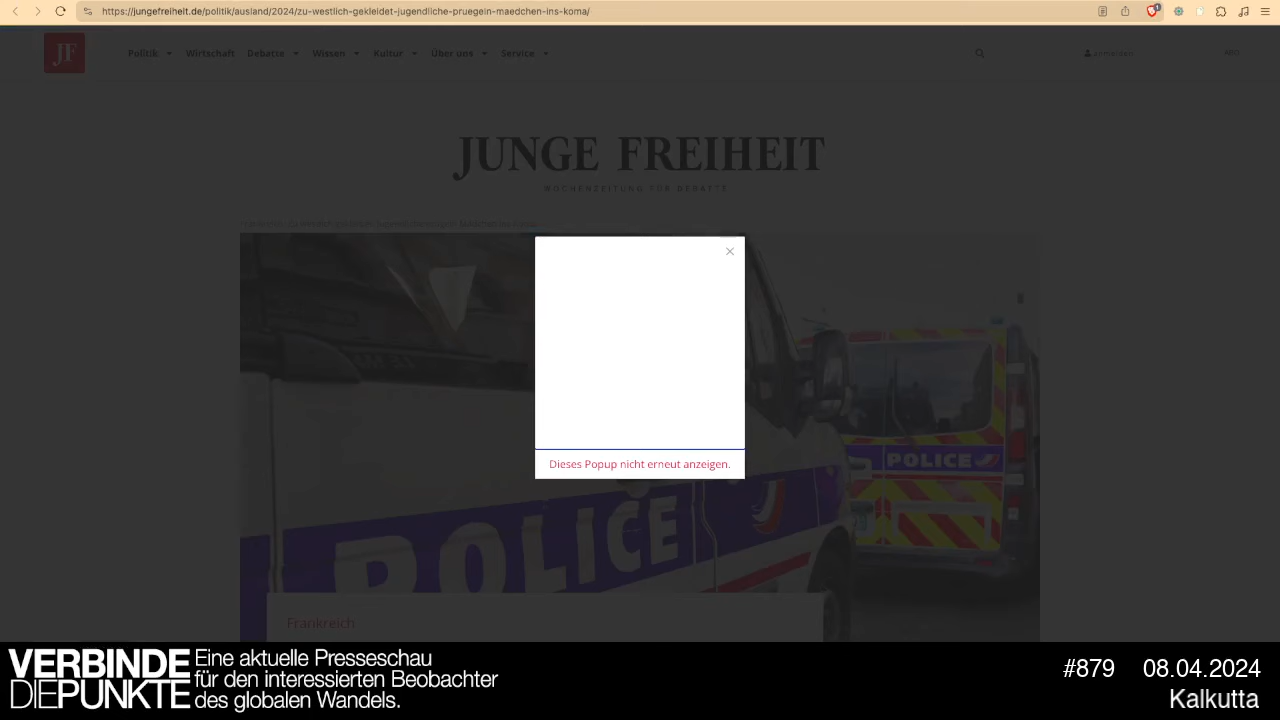 https://jungefreiheit.de/politik/ausland/2024/zu-westlich-gekleidet-jugendliche-pruegeln-maedchen-ins-koma/
JF
Politik
Wirtschaft
Debatte
Wissen
Kultur
Über uns
Service
anmelden
ABO
JUNGE FREIHEIT
WOCHENZEITUNG FÜR DEBATTE
Dieses Popup nicht erneut anzeigen.
POLICE
POLICE
Frankreich
VERBINDE
DIEPUNKTE
Eine aktuelle Presseschau
für den interessierten Beobachter
des globalen Wandels.
#879
08.04.2024
Kalkutta